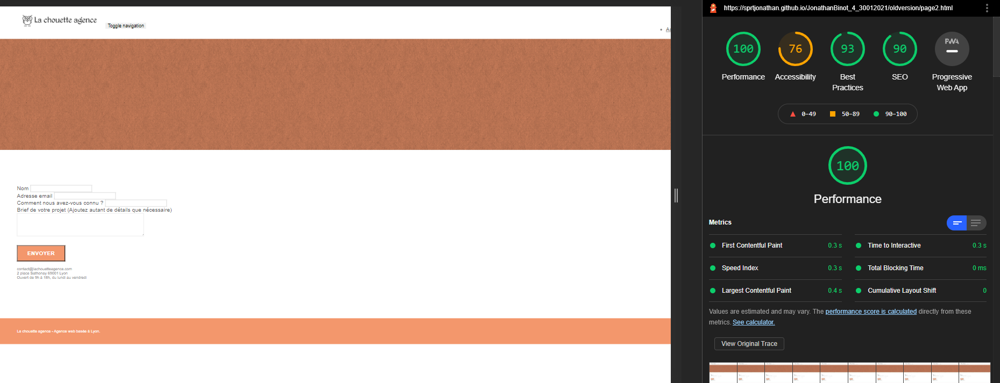 La chouette agence
Toggle navigation
Nom
Adresse email
Comment nous avez-vous connu ?
Brief de votre projet (Ajoutez autant de détails que nécessaire)
ENVOYER
contact@lachouetteagence.com
2 place Sathonay 69001 Lyon
Ouvert de 9h à 18h, du lundi au vendredi
La chouette agence - Agence web basée à Lyon.
https://sprtjonathan.github.io/JonathanBinot_4_30012021/oldversion/page2.html
100
76
93
90
PWA
Performance
Accessibility
Best Practices
SEO
Progressive Web App
0–49
50–89
90–100
100
Performance
Metrics
First Contentful Paint 0.3 s
Time to Interactive 0.3 s
Speed Index 0.3 s
Total Blocking Time 0 ms
Largest Contentful Paint 0.4 s
Cumulative Layout Shift 0
Values are estimated and may vary. The performance score is calculated directly from these
metrics. See calculator.
View Original Trace